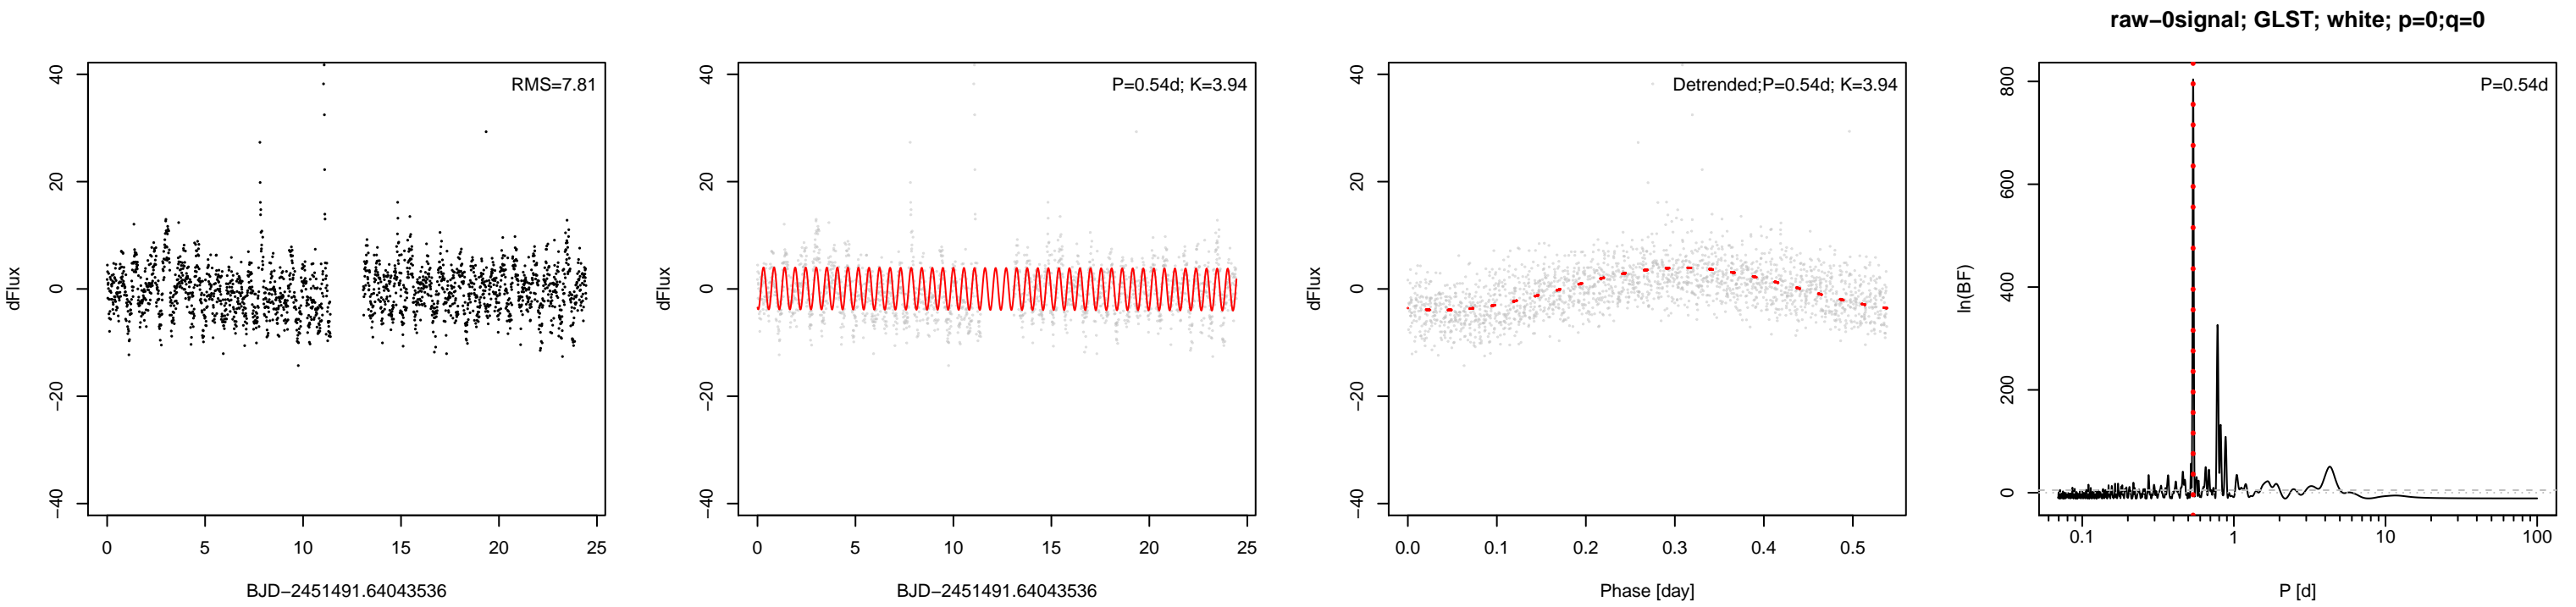 raw−0signal; GLST; white; p=0;q=0
RMS=7.81
dFlux
40
20
0
−20
−40
0 5 10 15 20 25
BJD−2451491.64043536
P=0.54d; K=3.94
dFlux
40
20
0
−20
−40
0 5 10 15 20 25
BJD−2451491.64043536
Detrended;P=0.54d; K=3.94
dFlux
40
20
0
−20
−40
0.0 0.1 0.2 0.3 0.4 0.5
Phase [day]
P=0.54d
ln(BF)
800
600
400
200
0
0.1 1 10 100
P [d]